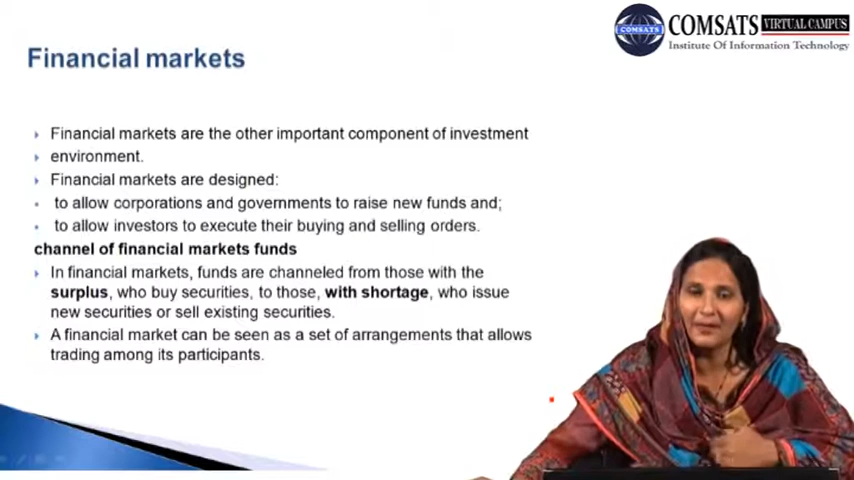 COMSATS VIRTUAL CAMPUS
Institute Of Information Technology
COMSATS
Financial markets
Financial markets are the other important component of investment
environment.
Financial markets are designed:
to allow corporations and governments to raise new funds and;
to allow investors to execute their buying and selling orders.
channel of financial markets funds
In financial markets, funds are channeled from those with the
surplus, who buy securities, to those, with shortage, who issue
new securities or sell existing securities.
A financial market can be seen as a set of arrangements that allows
trading among its participants.